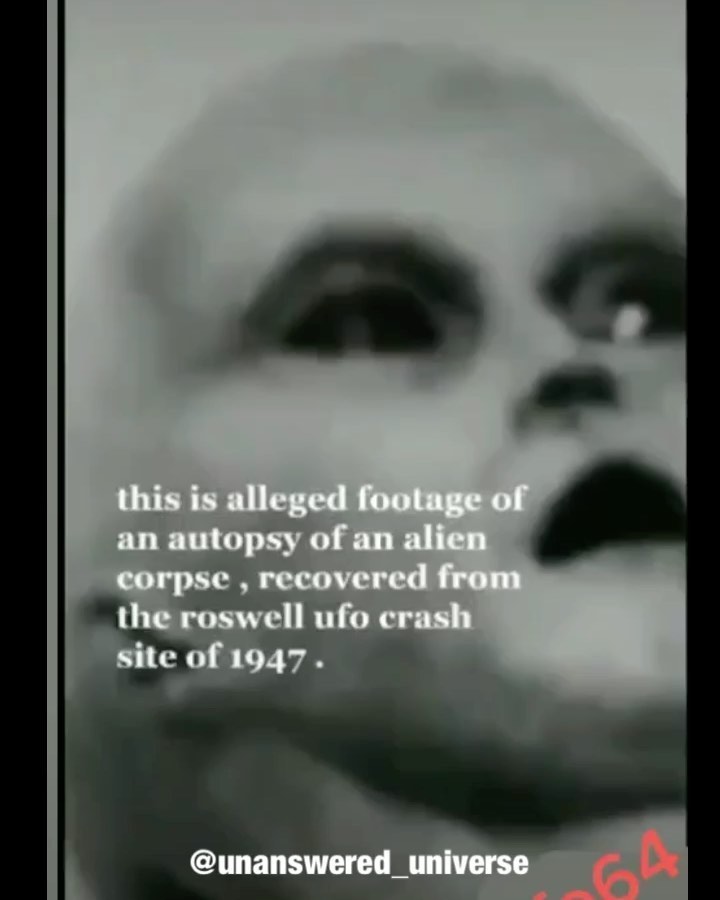 this is alleged footage of
an autopsy of an alien
corpse , recovered from
the roswell ufo crash
site of 1947 .
@unanswered_universe